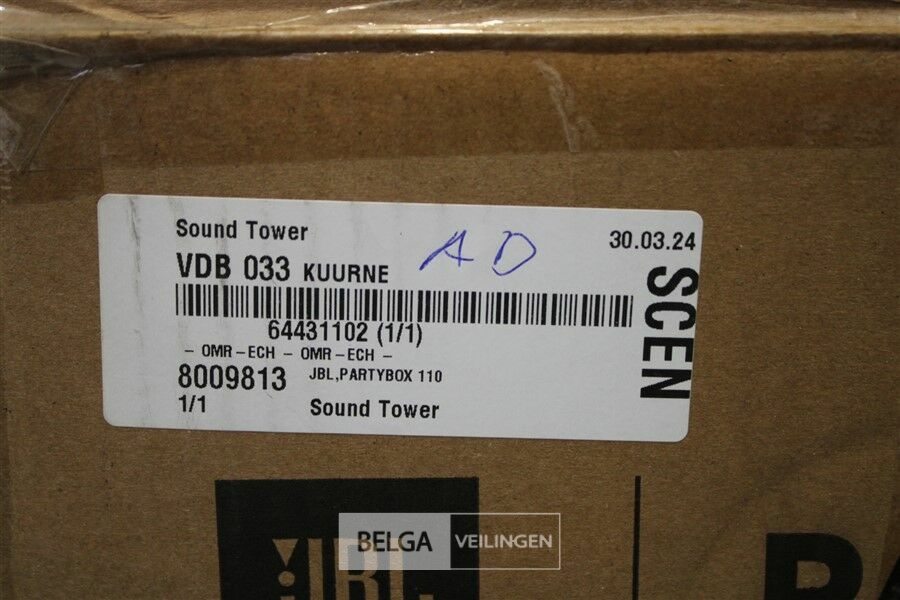 Sound Tower
AD
30.03.24
VDB 033 KUURNE
SCEN
64431102 (1/1)
- OMR-ECH - OMR-ECH -
8009813 JBL,PARTYBOX 110
1/1 Sound Tower
BELGA VEILINGEN
JBL